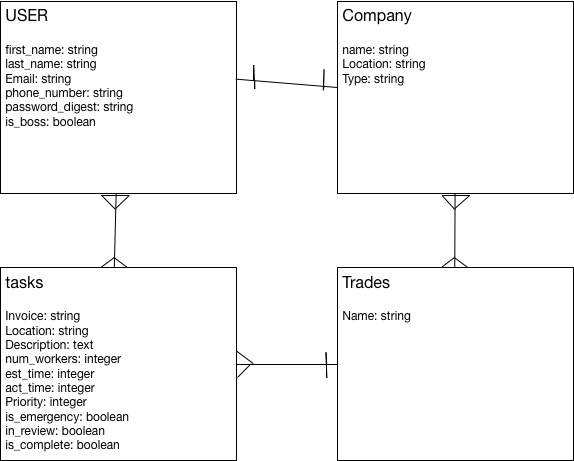 USER
first_name: string
last_name: string
Email: string
phone_number: string
password_digest: string
is_boss: boolean
Company
name: string
Location: string
Type: string
tasks
Invoice: string
Location: string
Description: text
num_workers: integer
est_time: integer
act_time: integer
Priority: integer
is_emergency: boolean
in_review: boolean
is_complete: boolean
Trades
Name: string